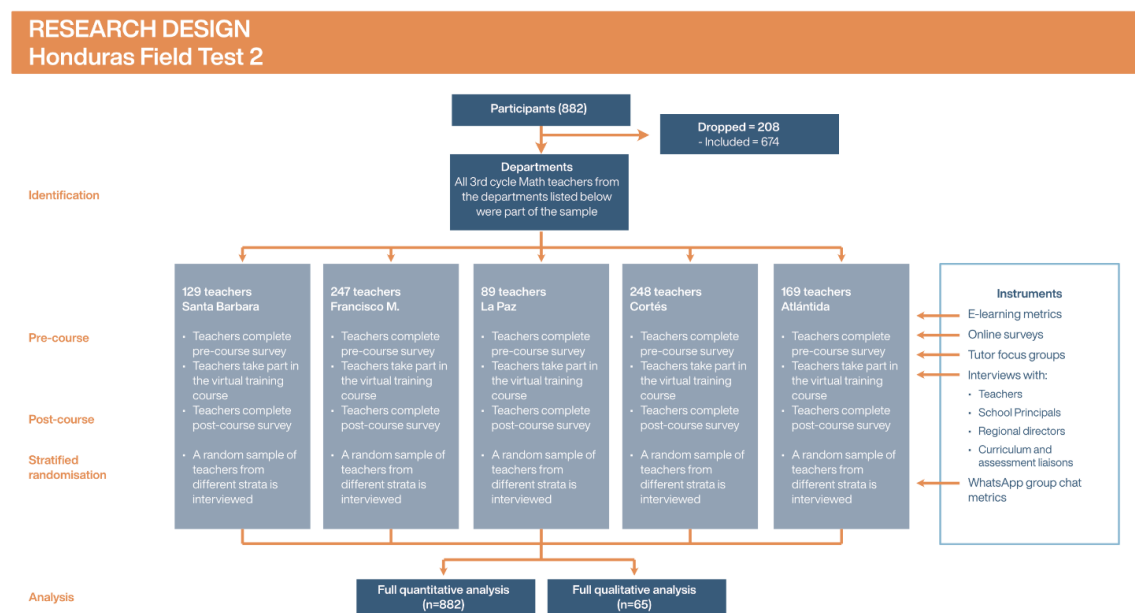 RESEARCH DESIGN
Honduras Field Test 2
Participants (882)
Dropped = 208
- Included = 674
Departments
All 3rd cycle Math teachers from
the departments listed below
were part of the sample
Identification
129 teachers
Santa Barbara
• Teachers complete
pre-course survey
• Teachers take part in
the virtual training
course
• Teachers complete
post-course survey
• A random sample of
teachers from
different strata is
interviewed
247 teachers
Francisco M.
• Teachers complete
pre-course survey
• Teachers take part in
the virtual training
course
• Teachers complete
post-course survey
• A random sample of
teachers from
different strata is
interviewed
89 teachers
La Paz
• Teachers complete
pre-course survey
• Teachers take part in
the virtual training
course
• Teachers complete
post-course survey
• A random sample of
teachers from
different strata is
interviewed
248 teachers
Cortés
• Teachers complete
pre-course survey
• Teachers take part in
the virtual training
course
• Teachers complete
post-course survey
• A random sample of
teachers from
different strata is
interviewed
169 teachers
Atlántida
• Teachers complete
pre-course survey
• Teachers take part in
the virtual training
course
• Teachers complete
post-course survey
• A random sample of
teachers from
different strata is
interviewed
Instruments
E-learning metrics
Online surveys
Tutor focus groups
Interviews with:
• Teachers
• School Principals
• Regional directors
• Curriculum and
assessment liaisons
WhatsApp group chat
metrics
Pre-course
Post-course
Stratified
randomisation
Analysis
Full quantitative analysis
(n=882)
Full qualitative analysis
(n=65)